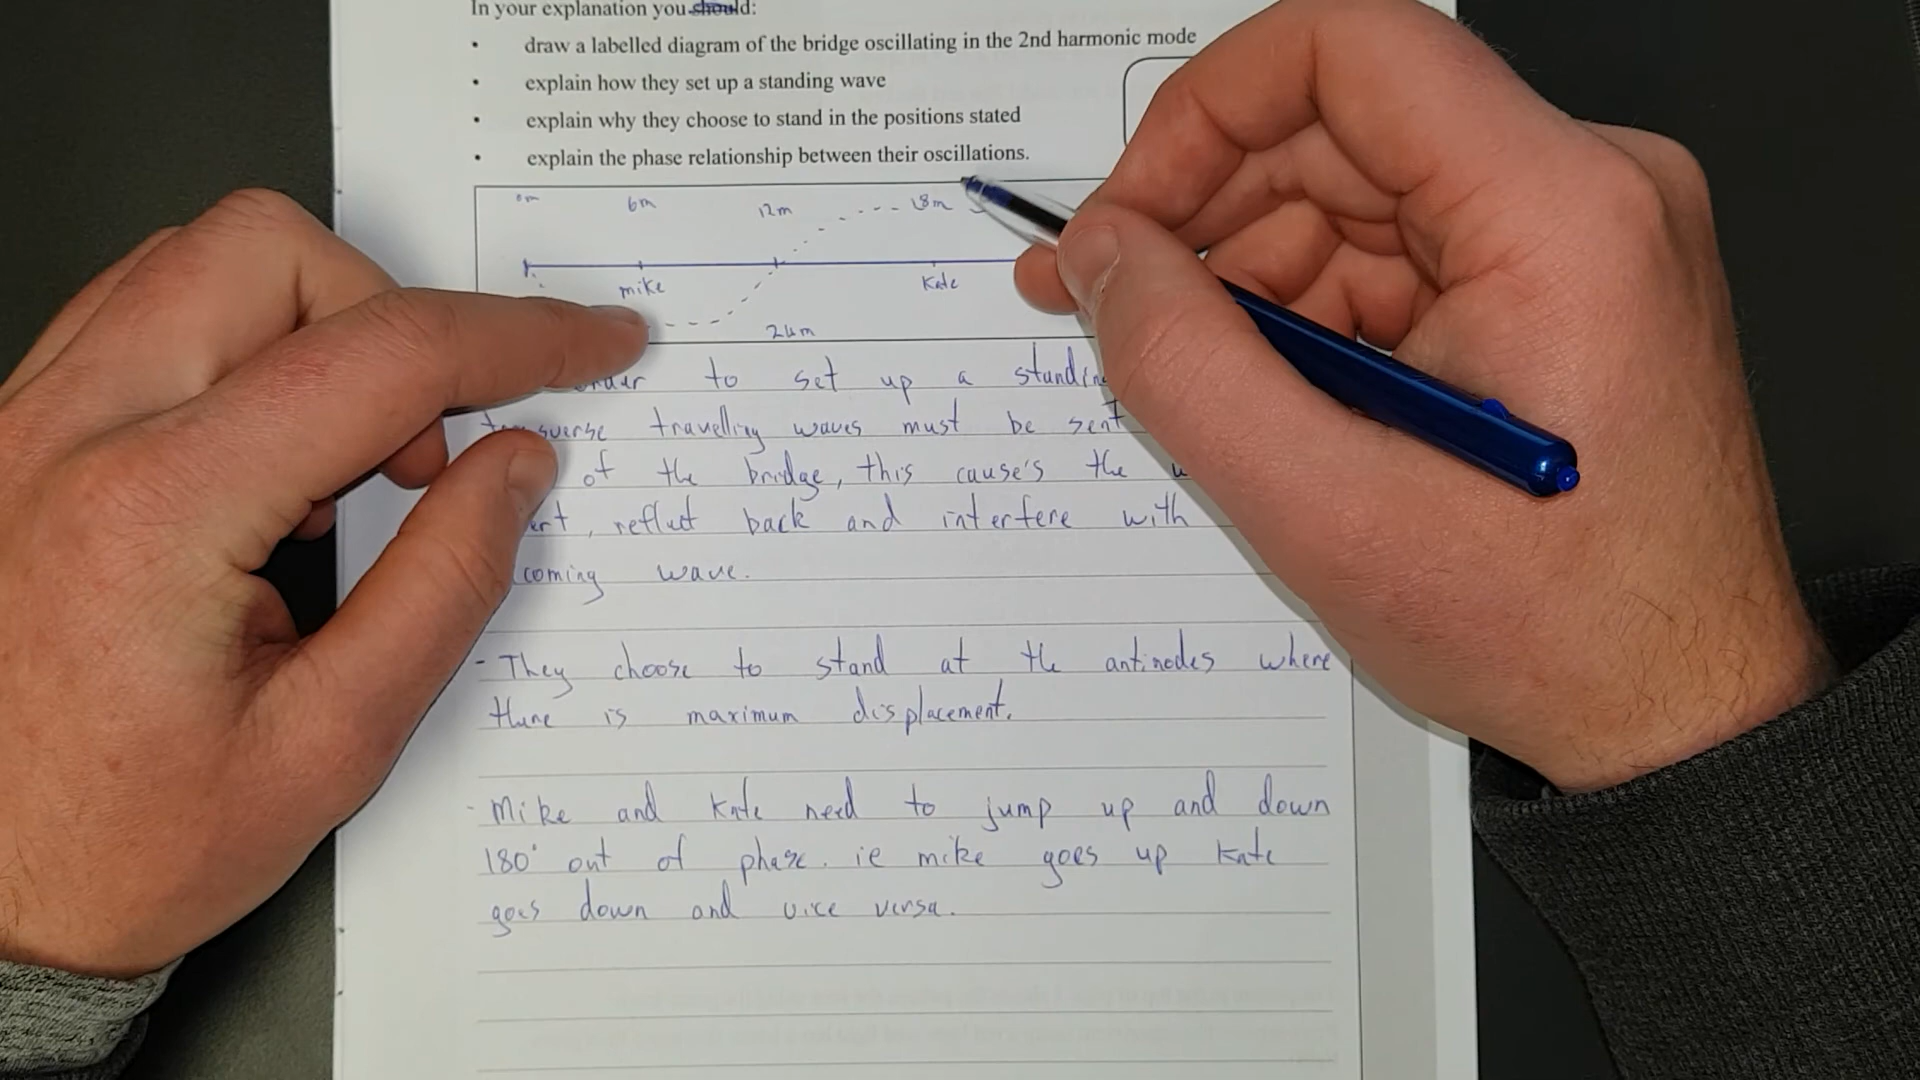 In your explanation you should:
• draw a labelled diagram of the bridge oscillating in the 2nd harmonic mode
• explain how they set up a standing wave
• explain why they choose to stand in the positions stated
• explain the phase relationship between their oscillations.
0m 6m 12m 18m
mike Kate
24m
to set up a standin
travelling waves must be sent
of the bridge, this cause's the
ert, reflect back and interfere with
coming wave.
- They choose to stand at the antinodes where
there is maximum displacement.
- Mike and Kate need to jump up and down
180° out of phase. ie mike goes up Kate
goes down and vice versa.